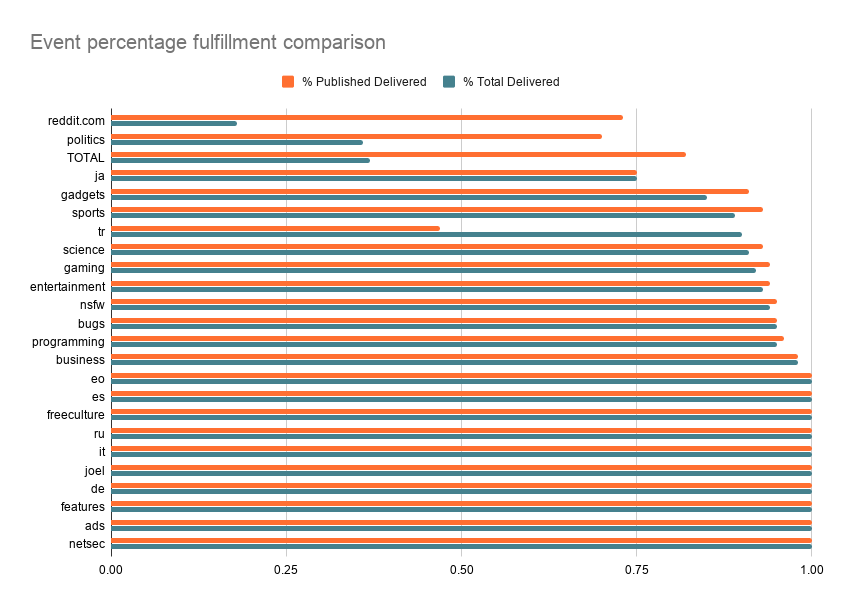 Event percentage fulfillment comparison
% Published Delivered % Total Delivered
reddit.com
politics
TOTAL
ja
gadgets
sports
tr
science
gaming
entertainment
nsfw
bugs
programming
business
eo
es
freeculture
ru
it
joel
de
features
ads
netsec
0.00 0.25 0.50 0.75 1.00